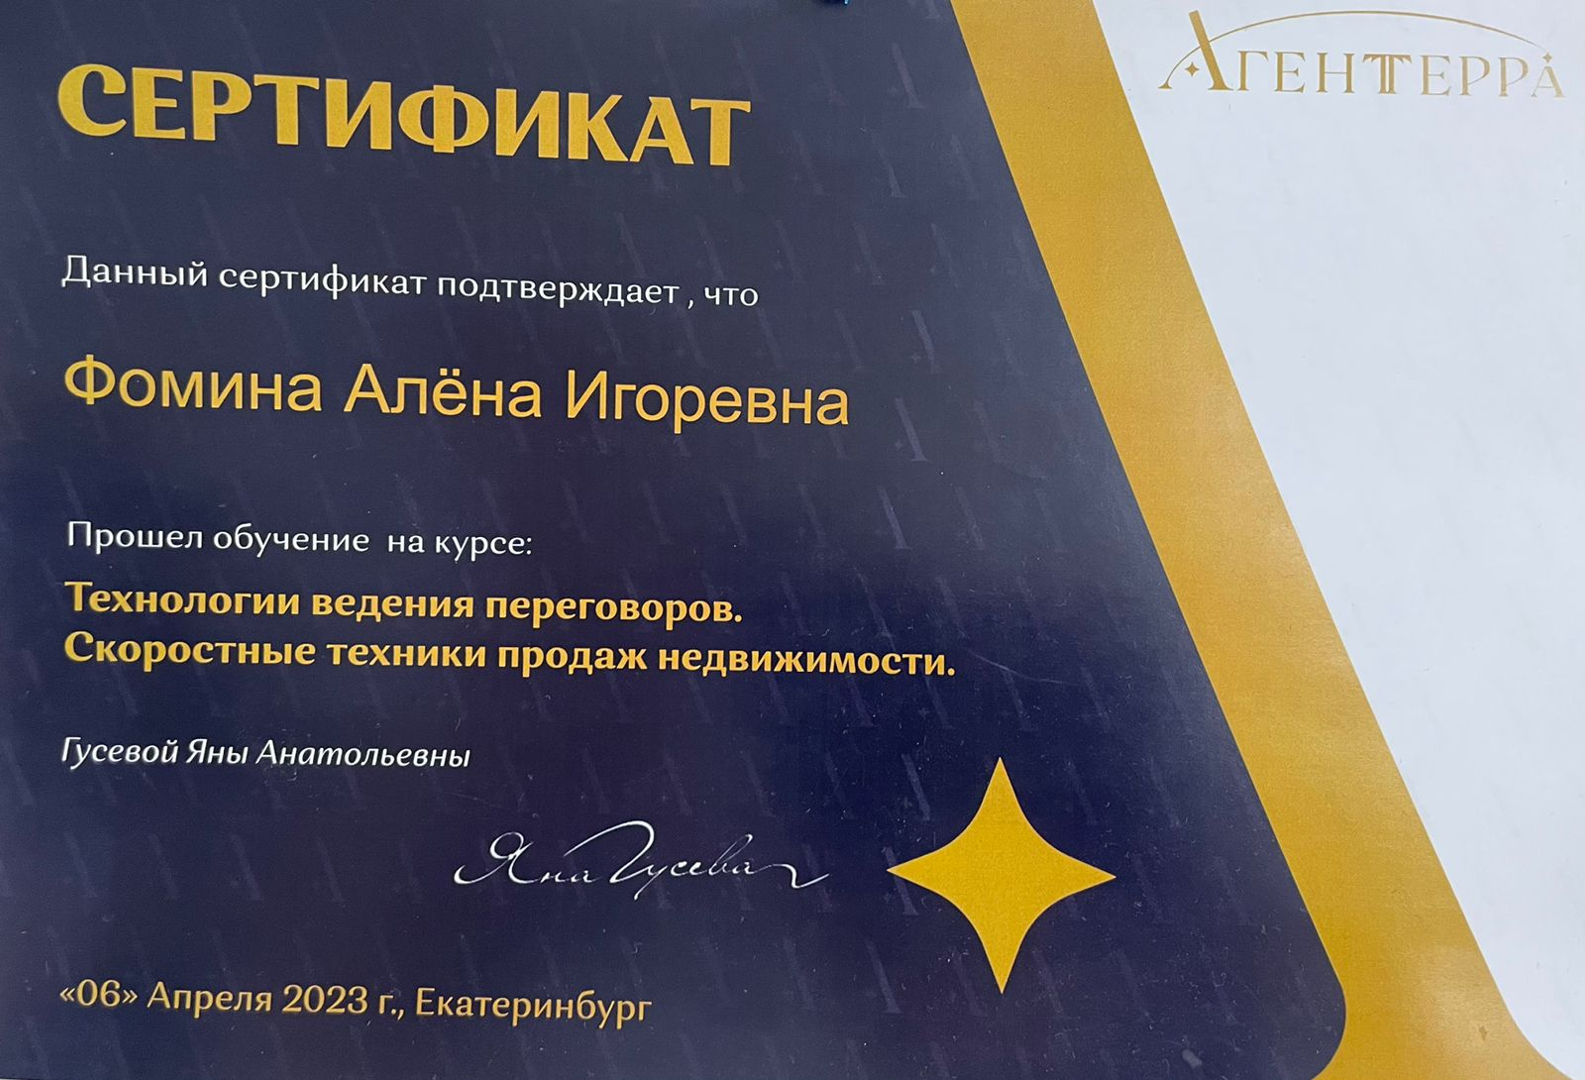 АГЕНТТЕРРА
СЕРТИФИКАТ
Данный сертификат подтверждает , что
Фомина Алёна Игоревна
Прошел обучение на курсе:
Технологии ведения переговоров.
Скоростные техники продаж недвижимости.
Гусевой Яны Анатольевны
Яна Гусева
«06» Апреля 2023 г., Екатеринбург